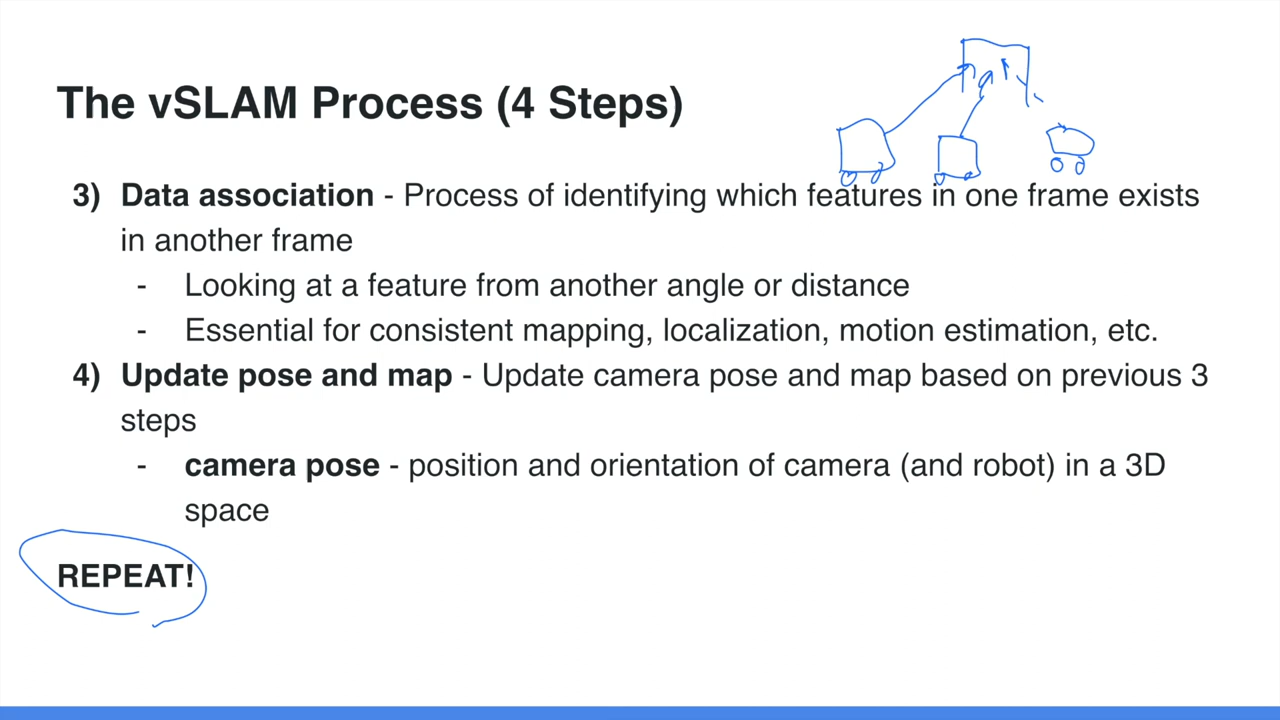 The vSLAM Process (4 Steps)
3) Data association - Process of identifying which features in one frame exists
in another frame
- Looking at a feature from another angle or distance
- Essential for consistent mapping, localization, motion estimation, etc.
4) Update pose and map - Update camera pose and map based on previous 3
steps
- camera pose - position and orientation of camera (and robot) in a 3D
space
REPEAT!